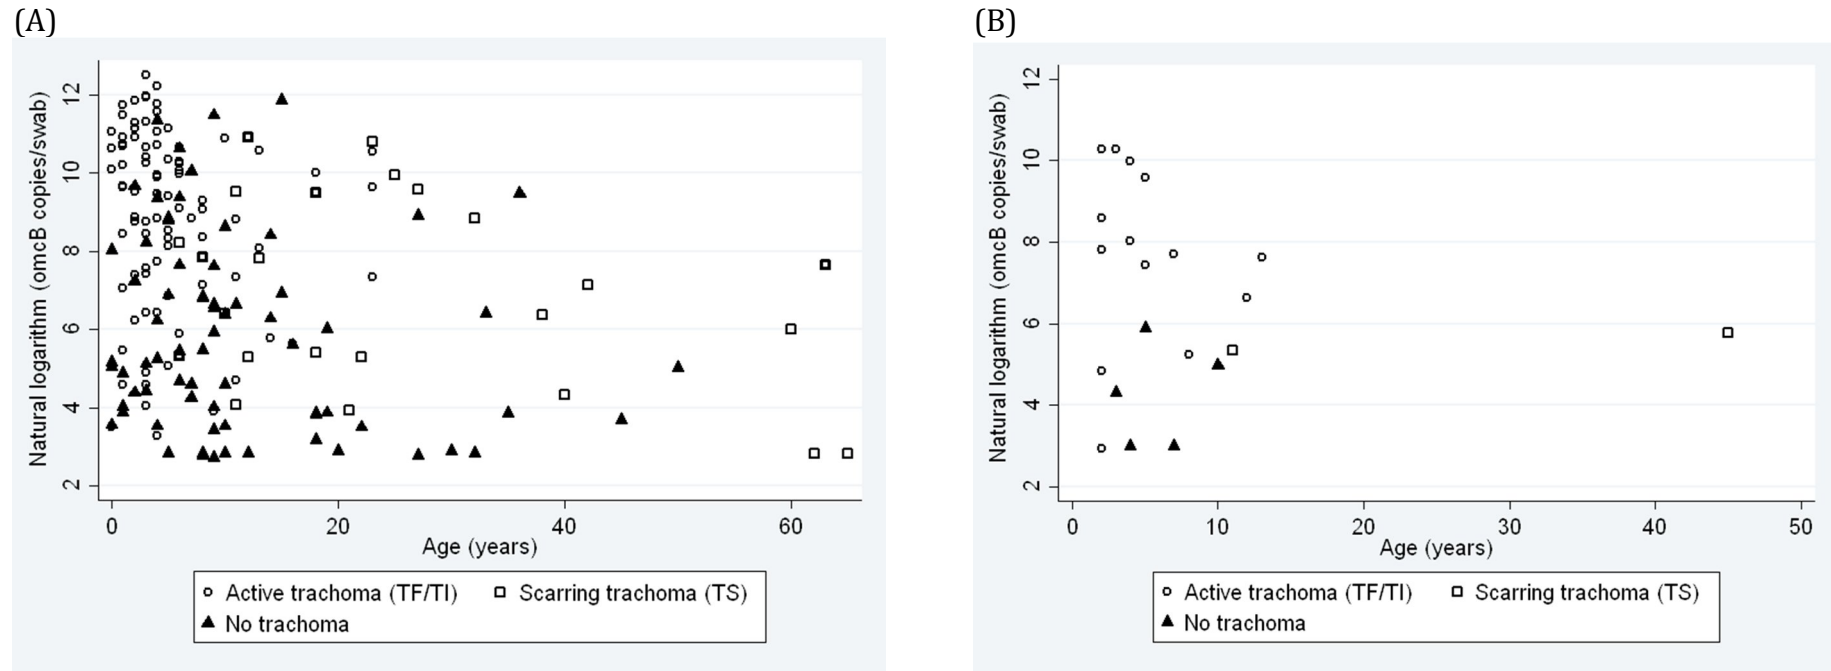 (A)
Natural logarithm (omcB copies/swab)
12
10
8
6
4
2
0 20 40 60
Age (years)
Active trachoma (TF/TI) Scarring trachoma (TS)
No trachoma
(B)
Natural logarithm (omcB copies/swab)
12
10
8
6
4
2
0 10 20 30 40 50
Age (years)
Active trachoma (TF/TI) Scarring trachoma (TS)
No trachoma